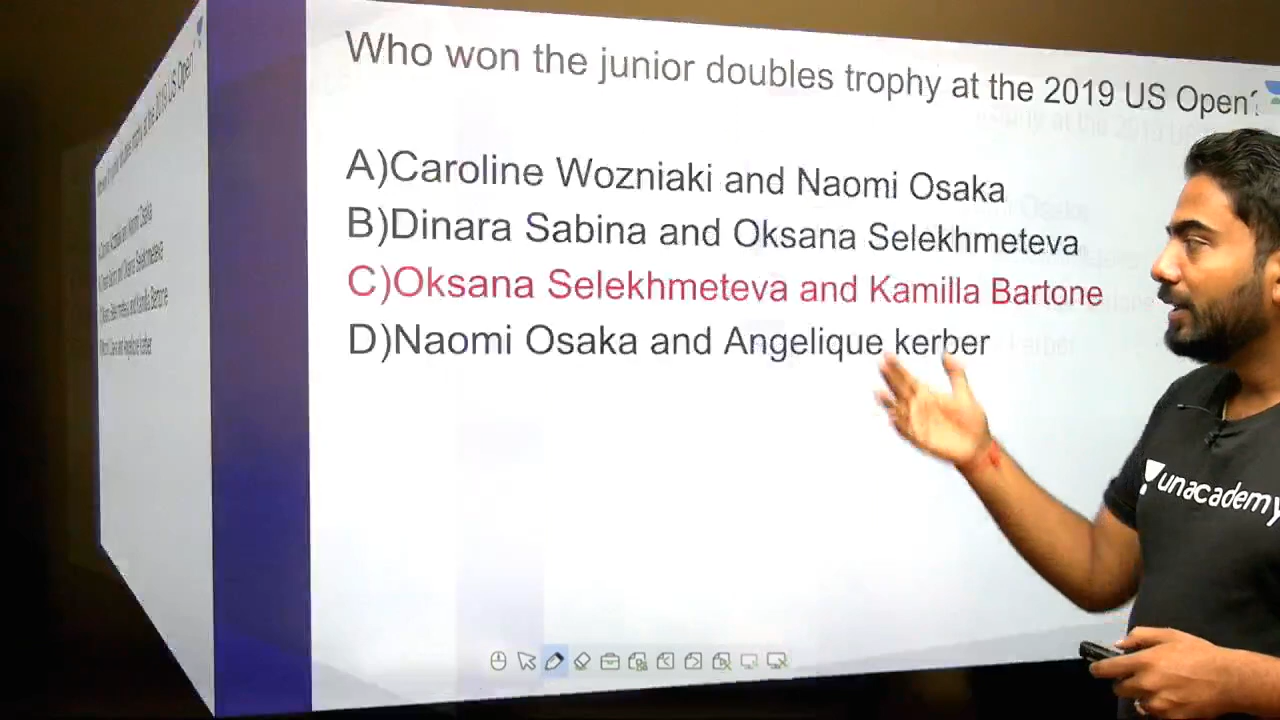 Who won the junior doubles trophy at the 2019 US Open?
A)Caroline Wozniaki and Naomi Osaka
B)Dinara Sabina and Oksana Selekhmeteva
C)Oksana Selekhmeteva and Kamilla Bartone
D)Naomi Osaka and Angelique kerber
unacademy